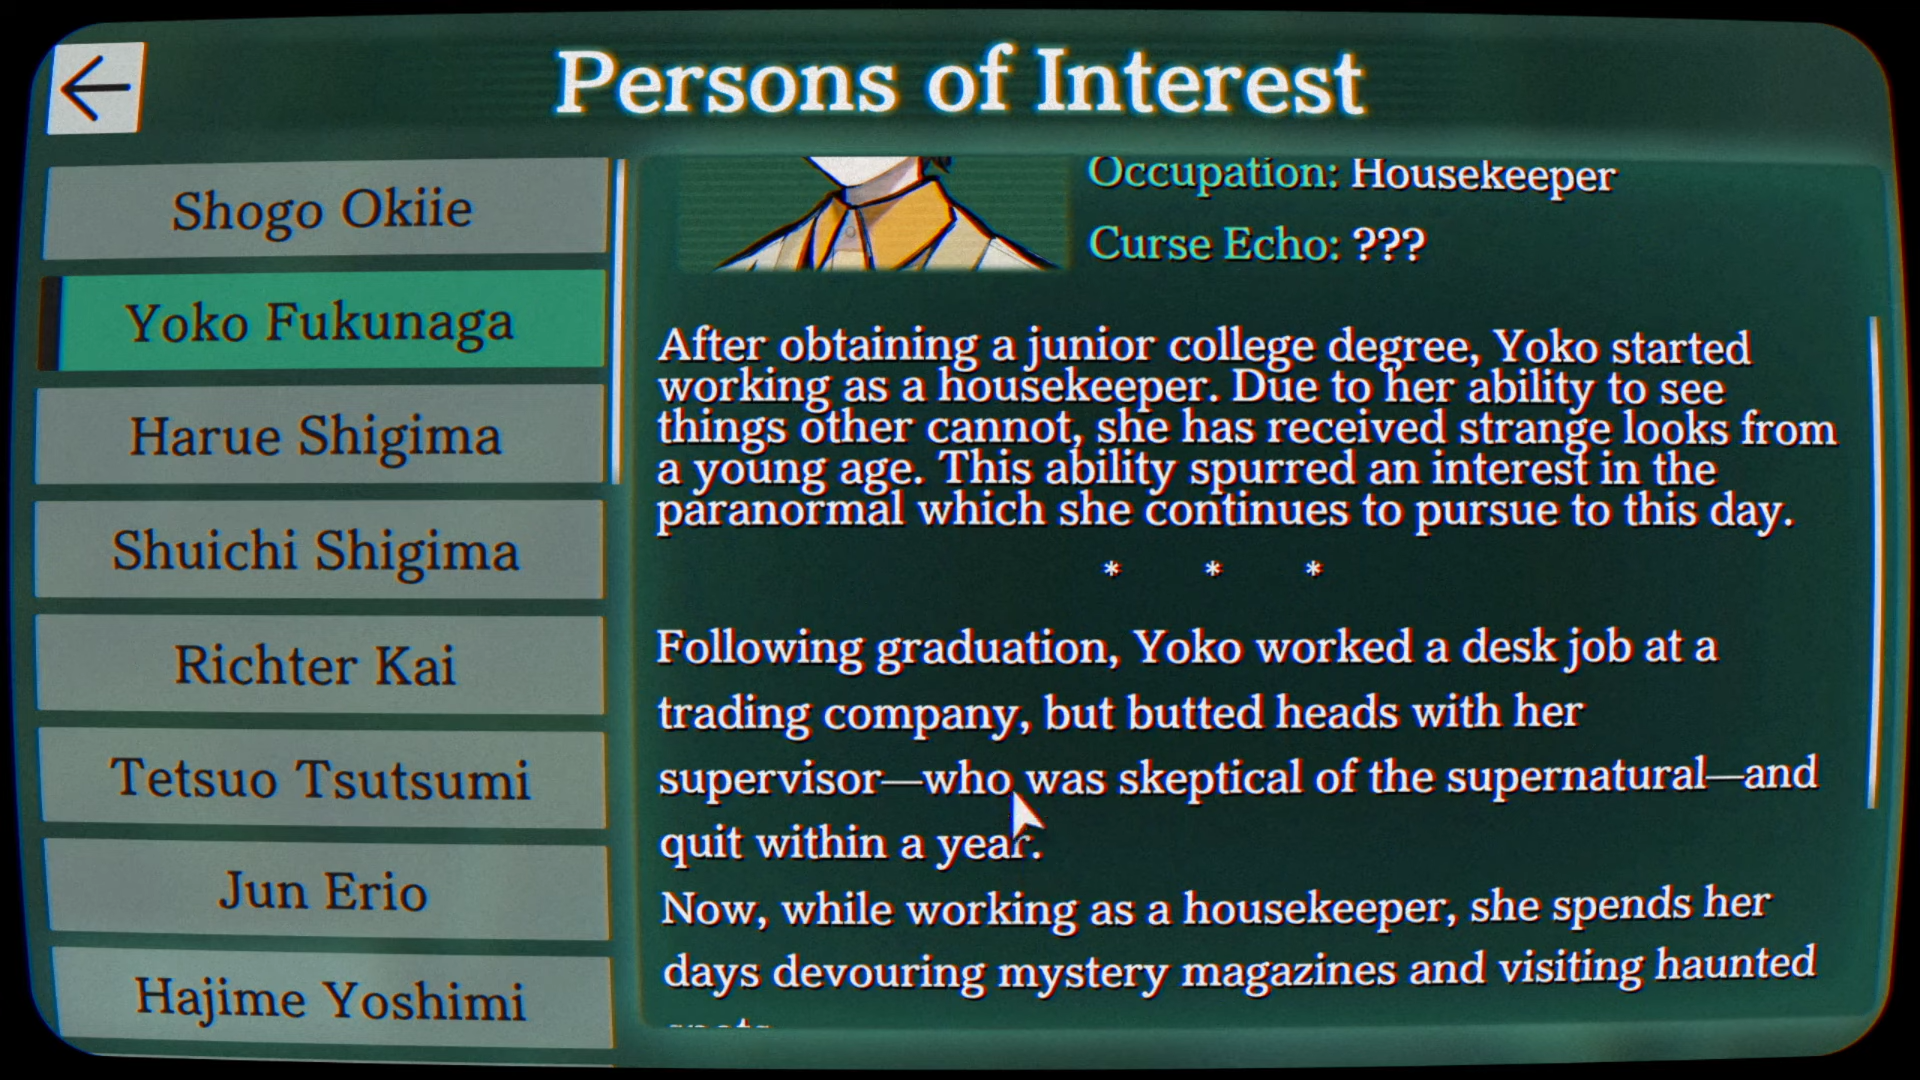 Persons of Interest
Shogo Okiie
Yoko Fukunaga
Harue Shigima
Shuichi Shigima
Richter Kai
Tetsuo Tsutsumi
Jun Erio
Hajime Yoshimi
Occupation: Housekeeper
Curse Echo: ???
After obtaining a junior college degree, Yoko started
working as a housekeeper. Due to her ability to see
things other cannot, she has received strange looks from
a young age. This ability spurred an interest in the
paranormal which she continues to pursue to this day.
* * *
Following graduation, Yoko worked a desk job at a
trading company, but butted heads with her
supervisor—who was skeptical of the supernatural—and
quit within a year.
Now, while working as a housekeeper, she spends her
days devouring mystery magazines and visiting haunted